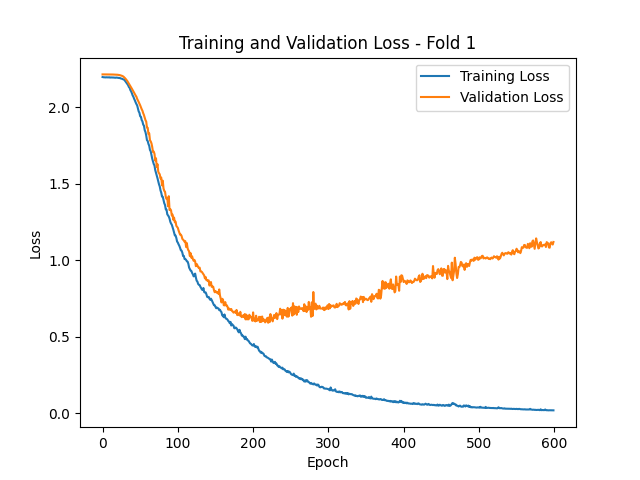 Training and Validation Loss - Fold 1
Training Loss
Validation Loss
Loss
2.0
1.5
1.0
0.5
0.0
0 100 200 300 400 500 600
Epoch